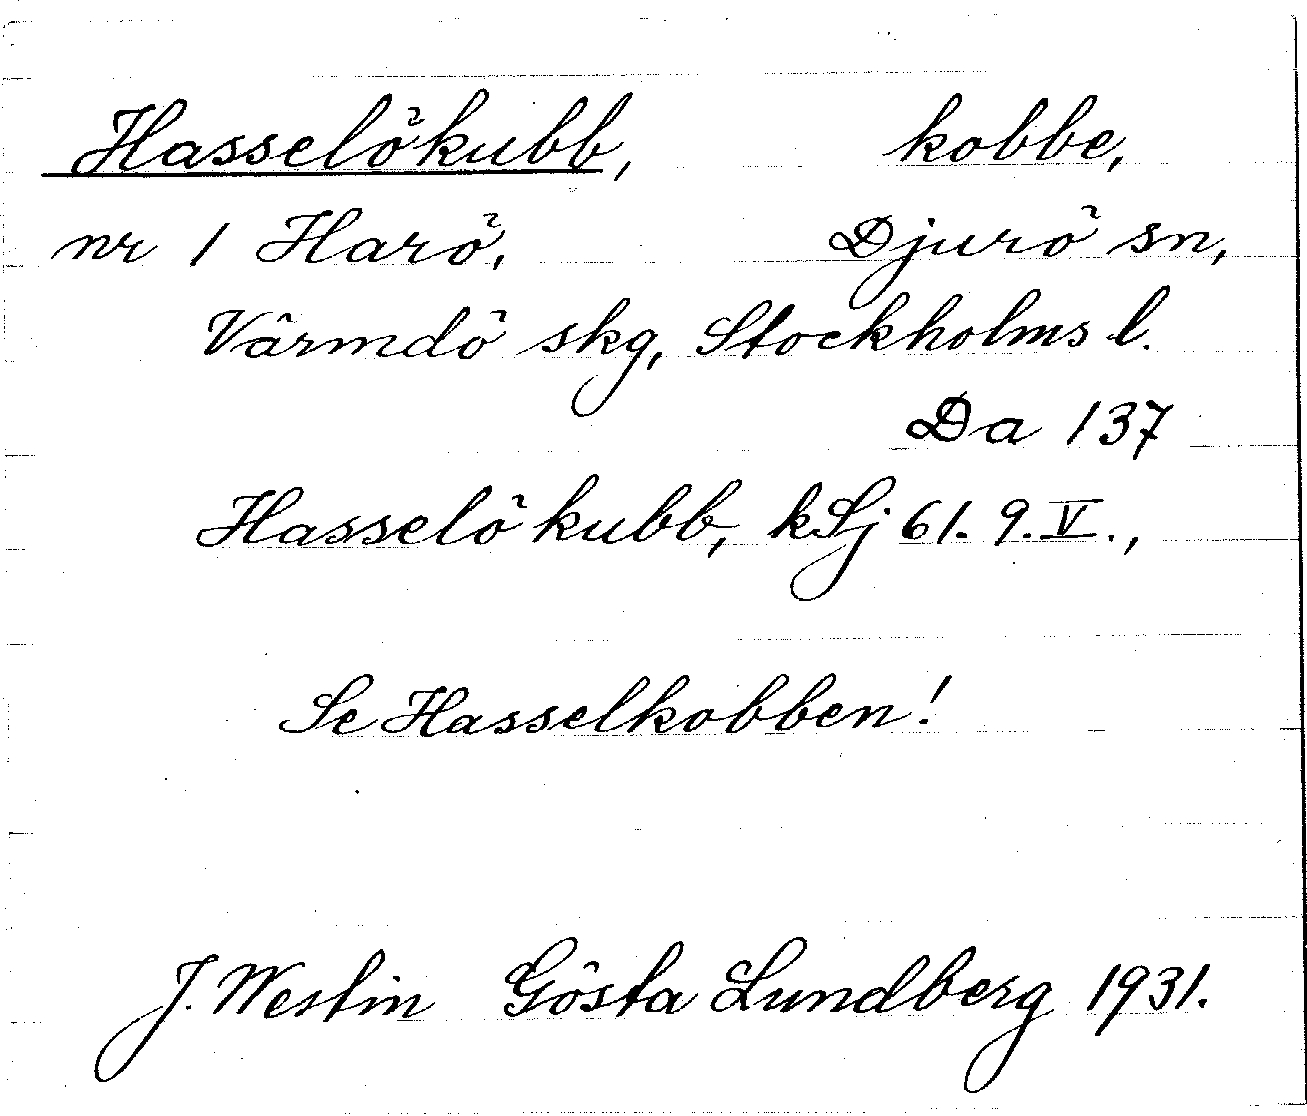 Hasselökubb, kobbe,
nr 1 Harö, Djurö sn,
Värmdö skg, Stockholms l.
Da 137
Hasselö kubb, kSj 61. 9. V.,
Se Hasselkobben!
J. Westin Gösta Lundberg 1931.